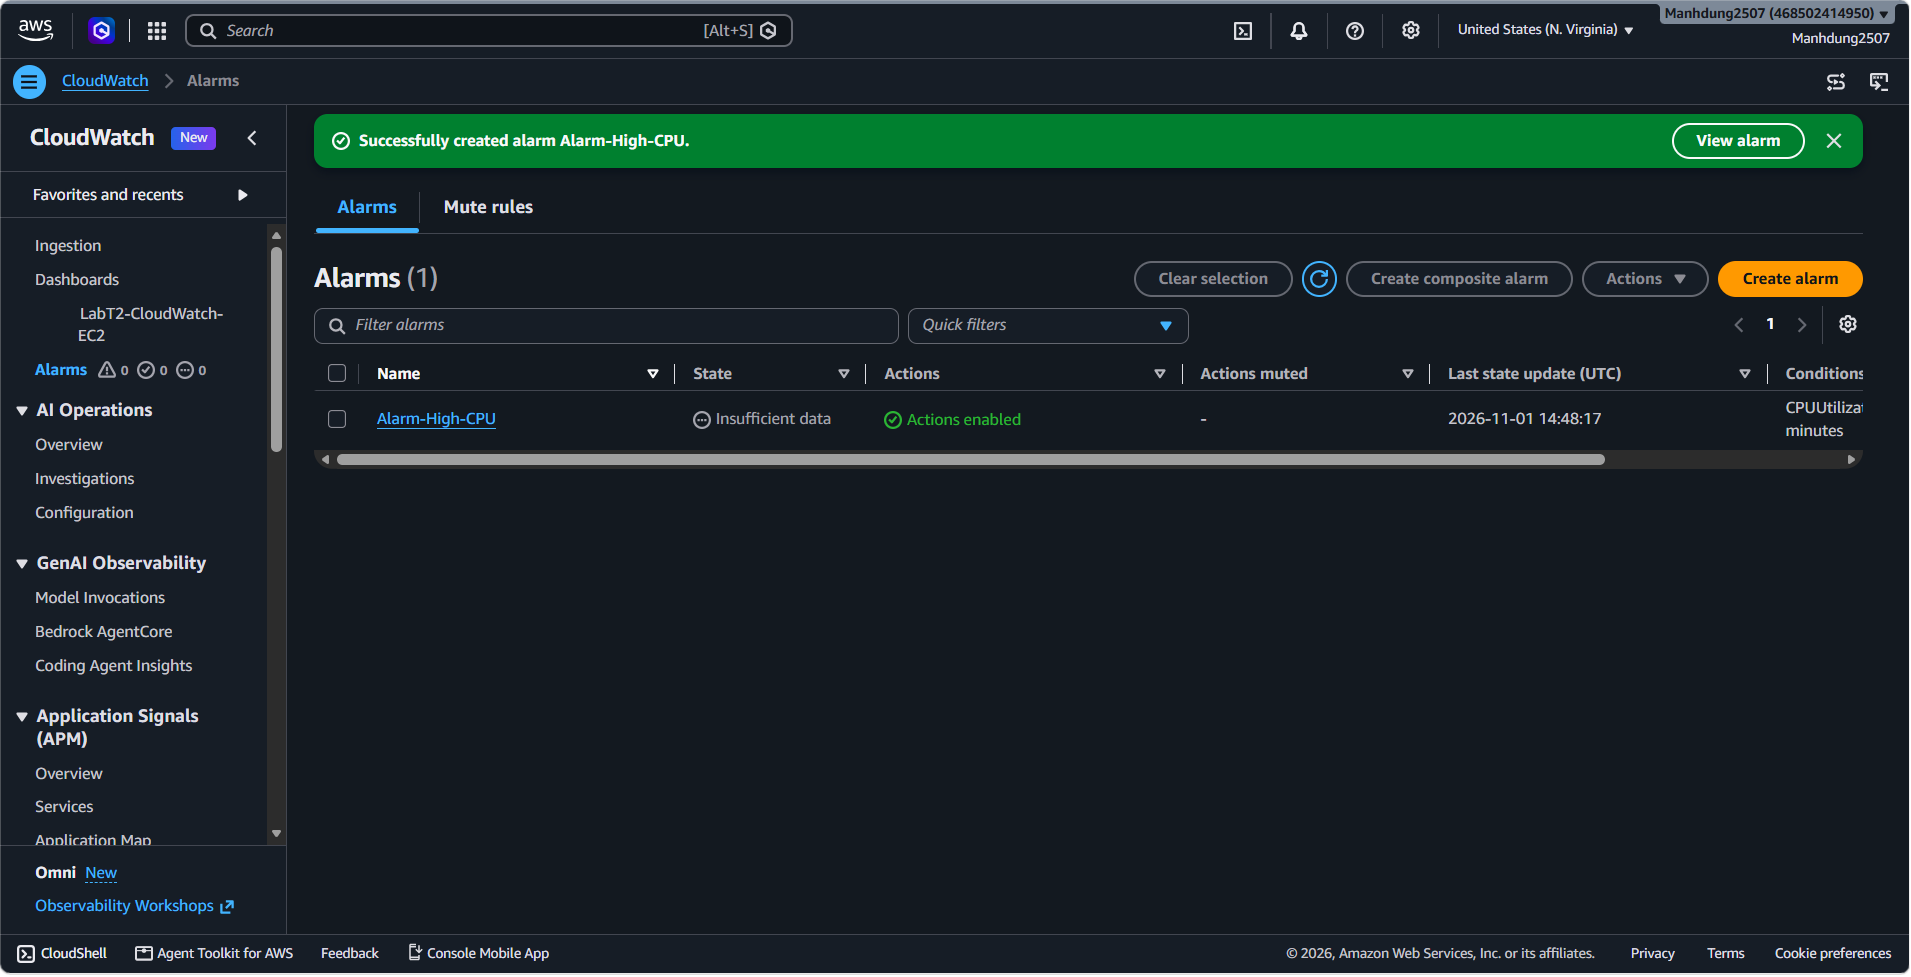 aws
Search [Alt+S]
United States (N. Virginia)
Manhdung2507 (468502414950)
Manhdung2507
CloudWatch Alarms
CloudWatch New
Favorites and recents
Ingestion
Dashboards
LabT2-CloudWatch-
EC2
Alarms 0 0 0
AI Operations
Overview
Investigations
Configuration
GenAI Observability
Model Invocations
Bedrock AgentCore
Coding Agent Insights
Application Signals
(APM)
Overview
Services
Application Map
Omni New
Observability Workshops
Successfully created alarm Alarm-High-CPU.
View alarm
Alarms Mute rules
Alarms (1)
Clear selection Create composite alarm Actions Create alarm
Filter alarms Quick filters 1
Name State Actions Actions muted Last state update (UTC) Conditions
Alarm-High-CPU Insufficient data Actions enabled - 2026-11-01 14:48:17 CPUUtiliza
minutes
CloudShell Agent Toolkit for AWS Feedback Console Mobile App © 2026, Amazon Web Services, Inc. or its affiliates. Privacy Terms Cookie preferences